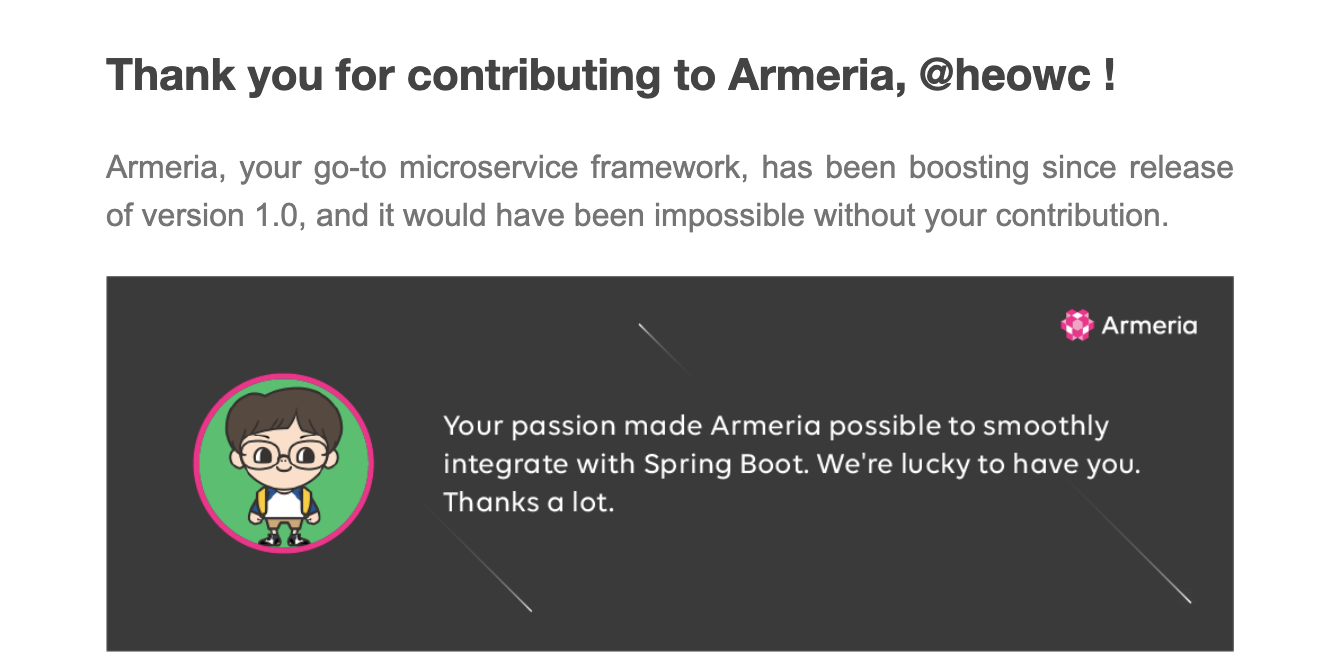 Thank you for contributing to Armeria, @heowc !
Armeria, your go-to microservice framework, has been boosting since release
of version 1.0, and it would have been impossible without your contribution.
Armeria
Your passion made Armeria possible to smoothly
integrate with Spring Boot. We're lucky to have you.
Thanks a lot.